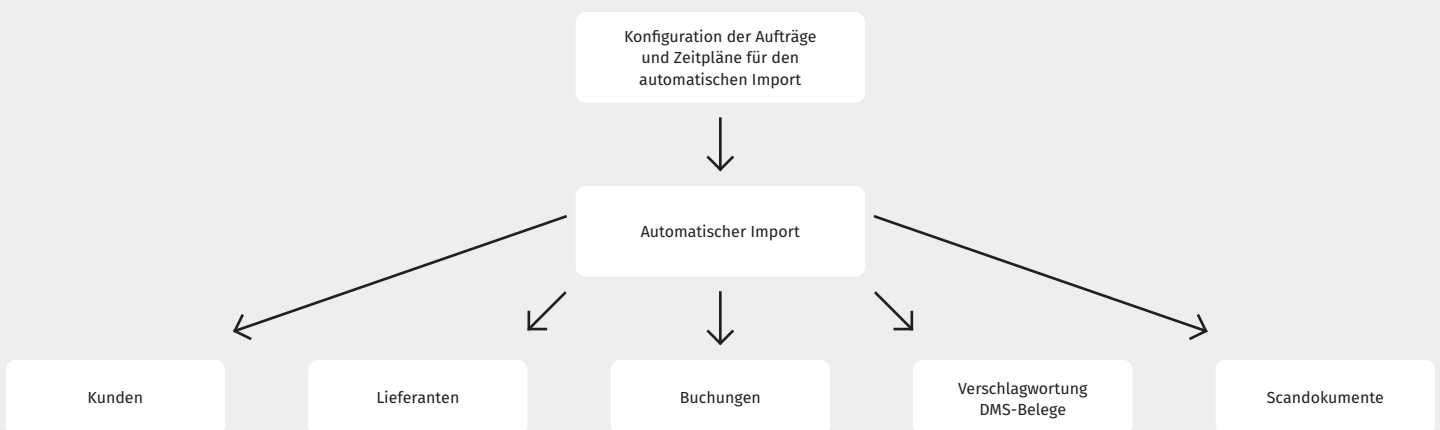 Konfiguration der Aufträge
und Zeitpläne für den
automatischen Import
Automatischer Import
Kunden
Lieferanten
Buchungen
Verschlagwortung
DMS-Belege
Scandokumente